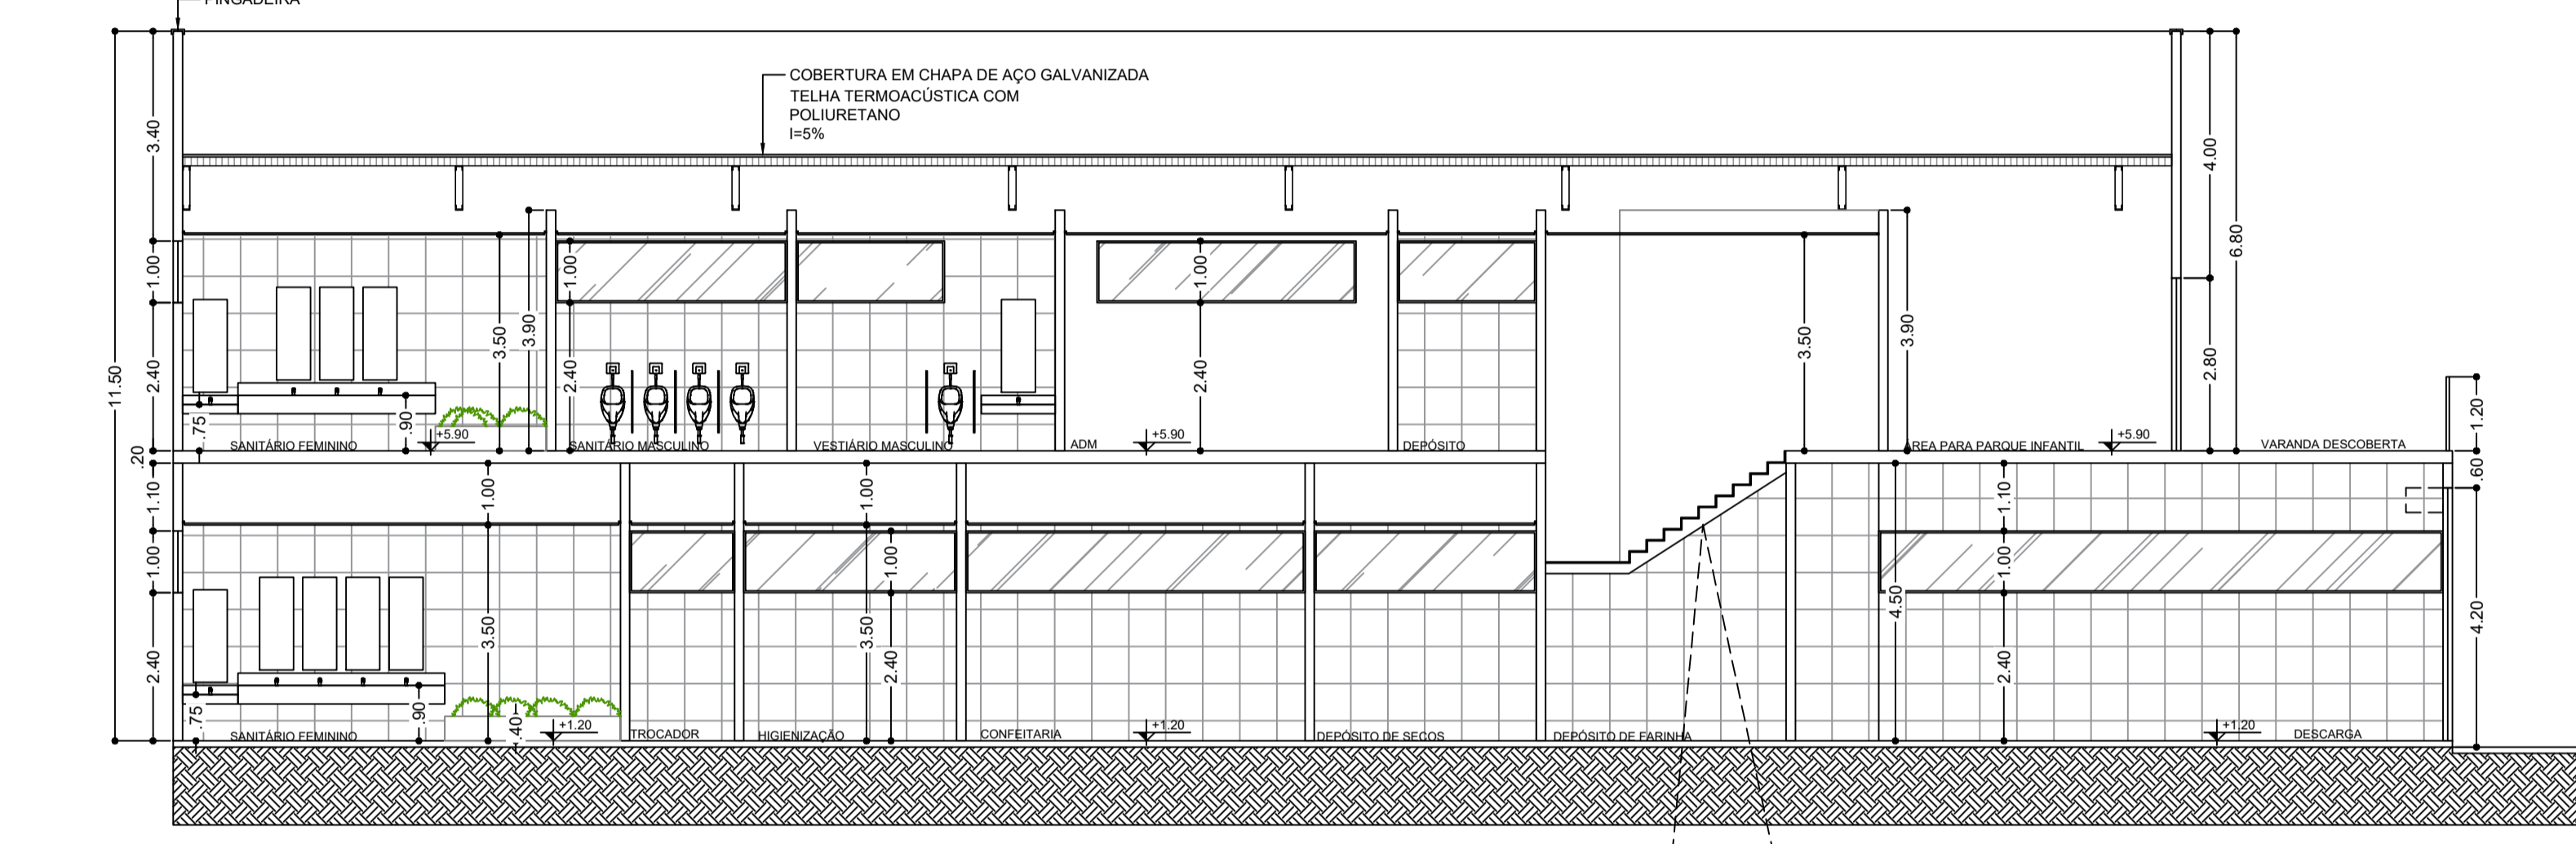 PINGADEIRA
COBERTURA EM CHAPA DE AÇO GALVANIZADA
TELHA TERMOACÚSTICA COM
POLIURETANO
I=5%
3.40
4.00
6.80
1.00
1.00
1.00
3.50
3.90
3.50
3.90
11.50
2.40
2.40
2.40
2.80
1.20
.75
.90
+5.90
+5.90
+5.90
SANITÁRIO FEMININO
SANITÁRIO MASCULINO
VESTIÁRIO MASCULINO
ADM
DEPÓSITO
ÁREA PARA PARQUE INFANTIL
VARANDA DESCOBERTA
.20
.60
1.10
1.00
1.00
1.10
1.00
1.00
1.00
3.50
3.50
4.50
4.20
2.40
2.40
2.40
.75
.90
.40
+1.20
+1.20
+1.20
SANITÁRIO FEMININO
TROCADOR
HIGIENIZAÇÃO
CONFEITARIA
DEPÓSITO DE SECOS
DEPÓSITO DE FARINHA
DESCARGA